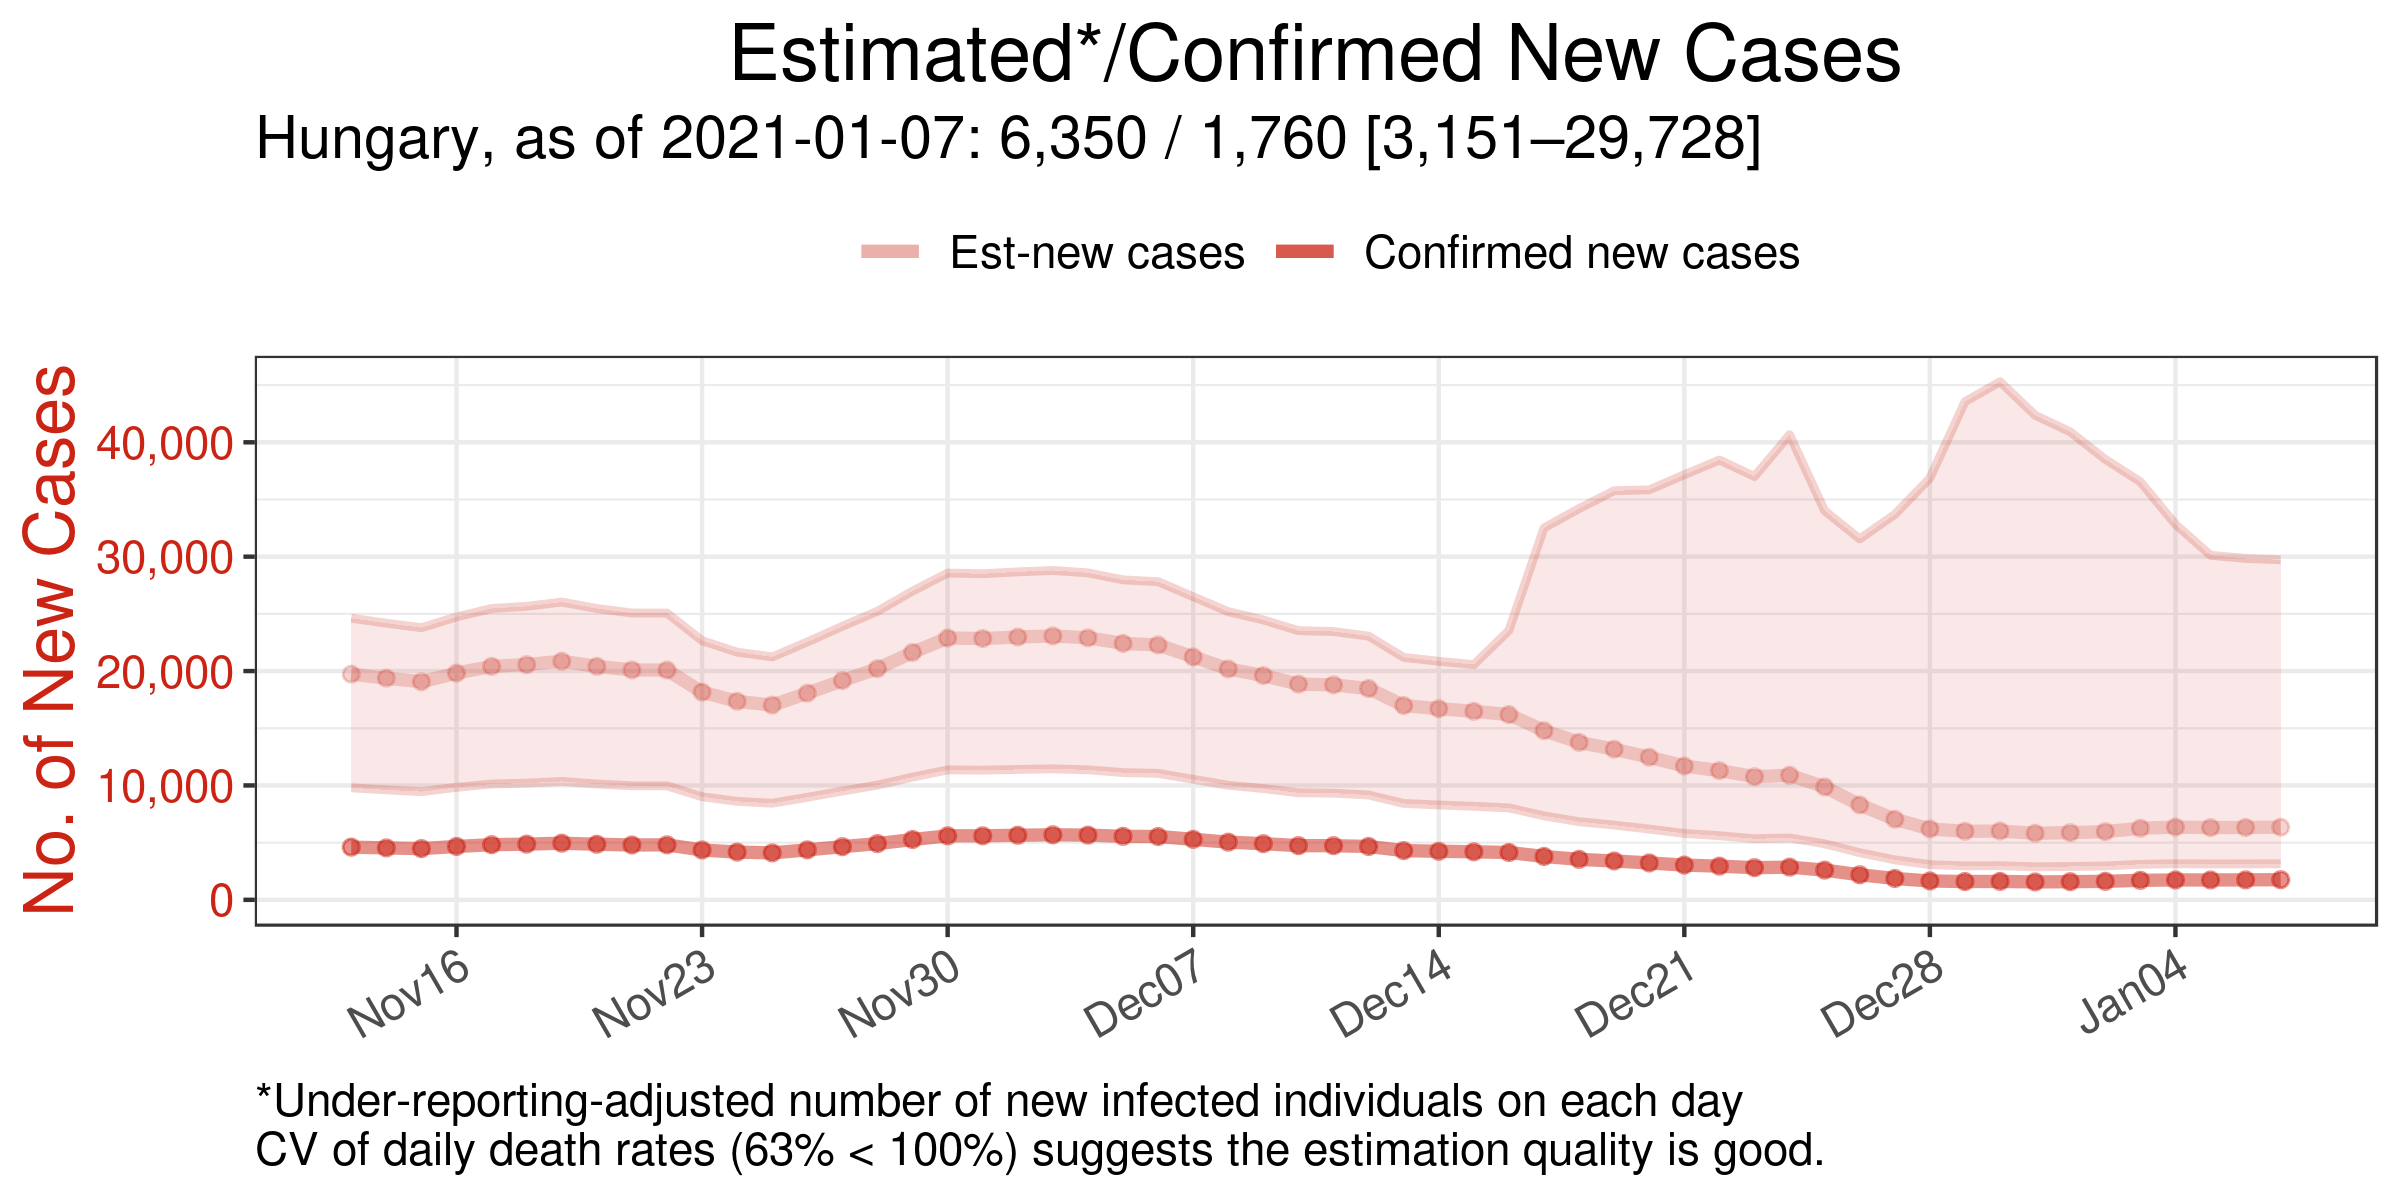 Estimated*/Confirmed New Cases
Hungary, as of 2021-01-07: 6,350 / 1,760 [3,151–29,728]
Est-new cases
Confirmed new cases
No. of New Cases
40,000
30,000
20,000
10,000
0
Nov16
Nov23
Nov30
Dec07
Dec14
Dec21
Dec28
Jan04
*Under-reporting-adjusted number of new infected individuals on each day
CV of daily death rates (63% < 100%) suggests the estimation quality is good.